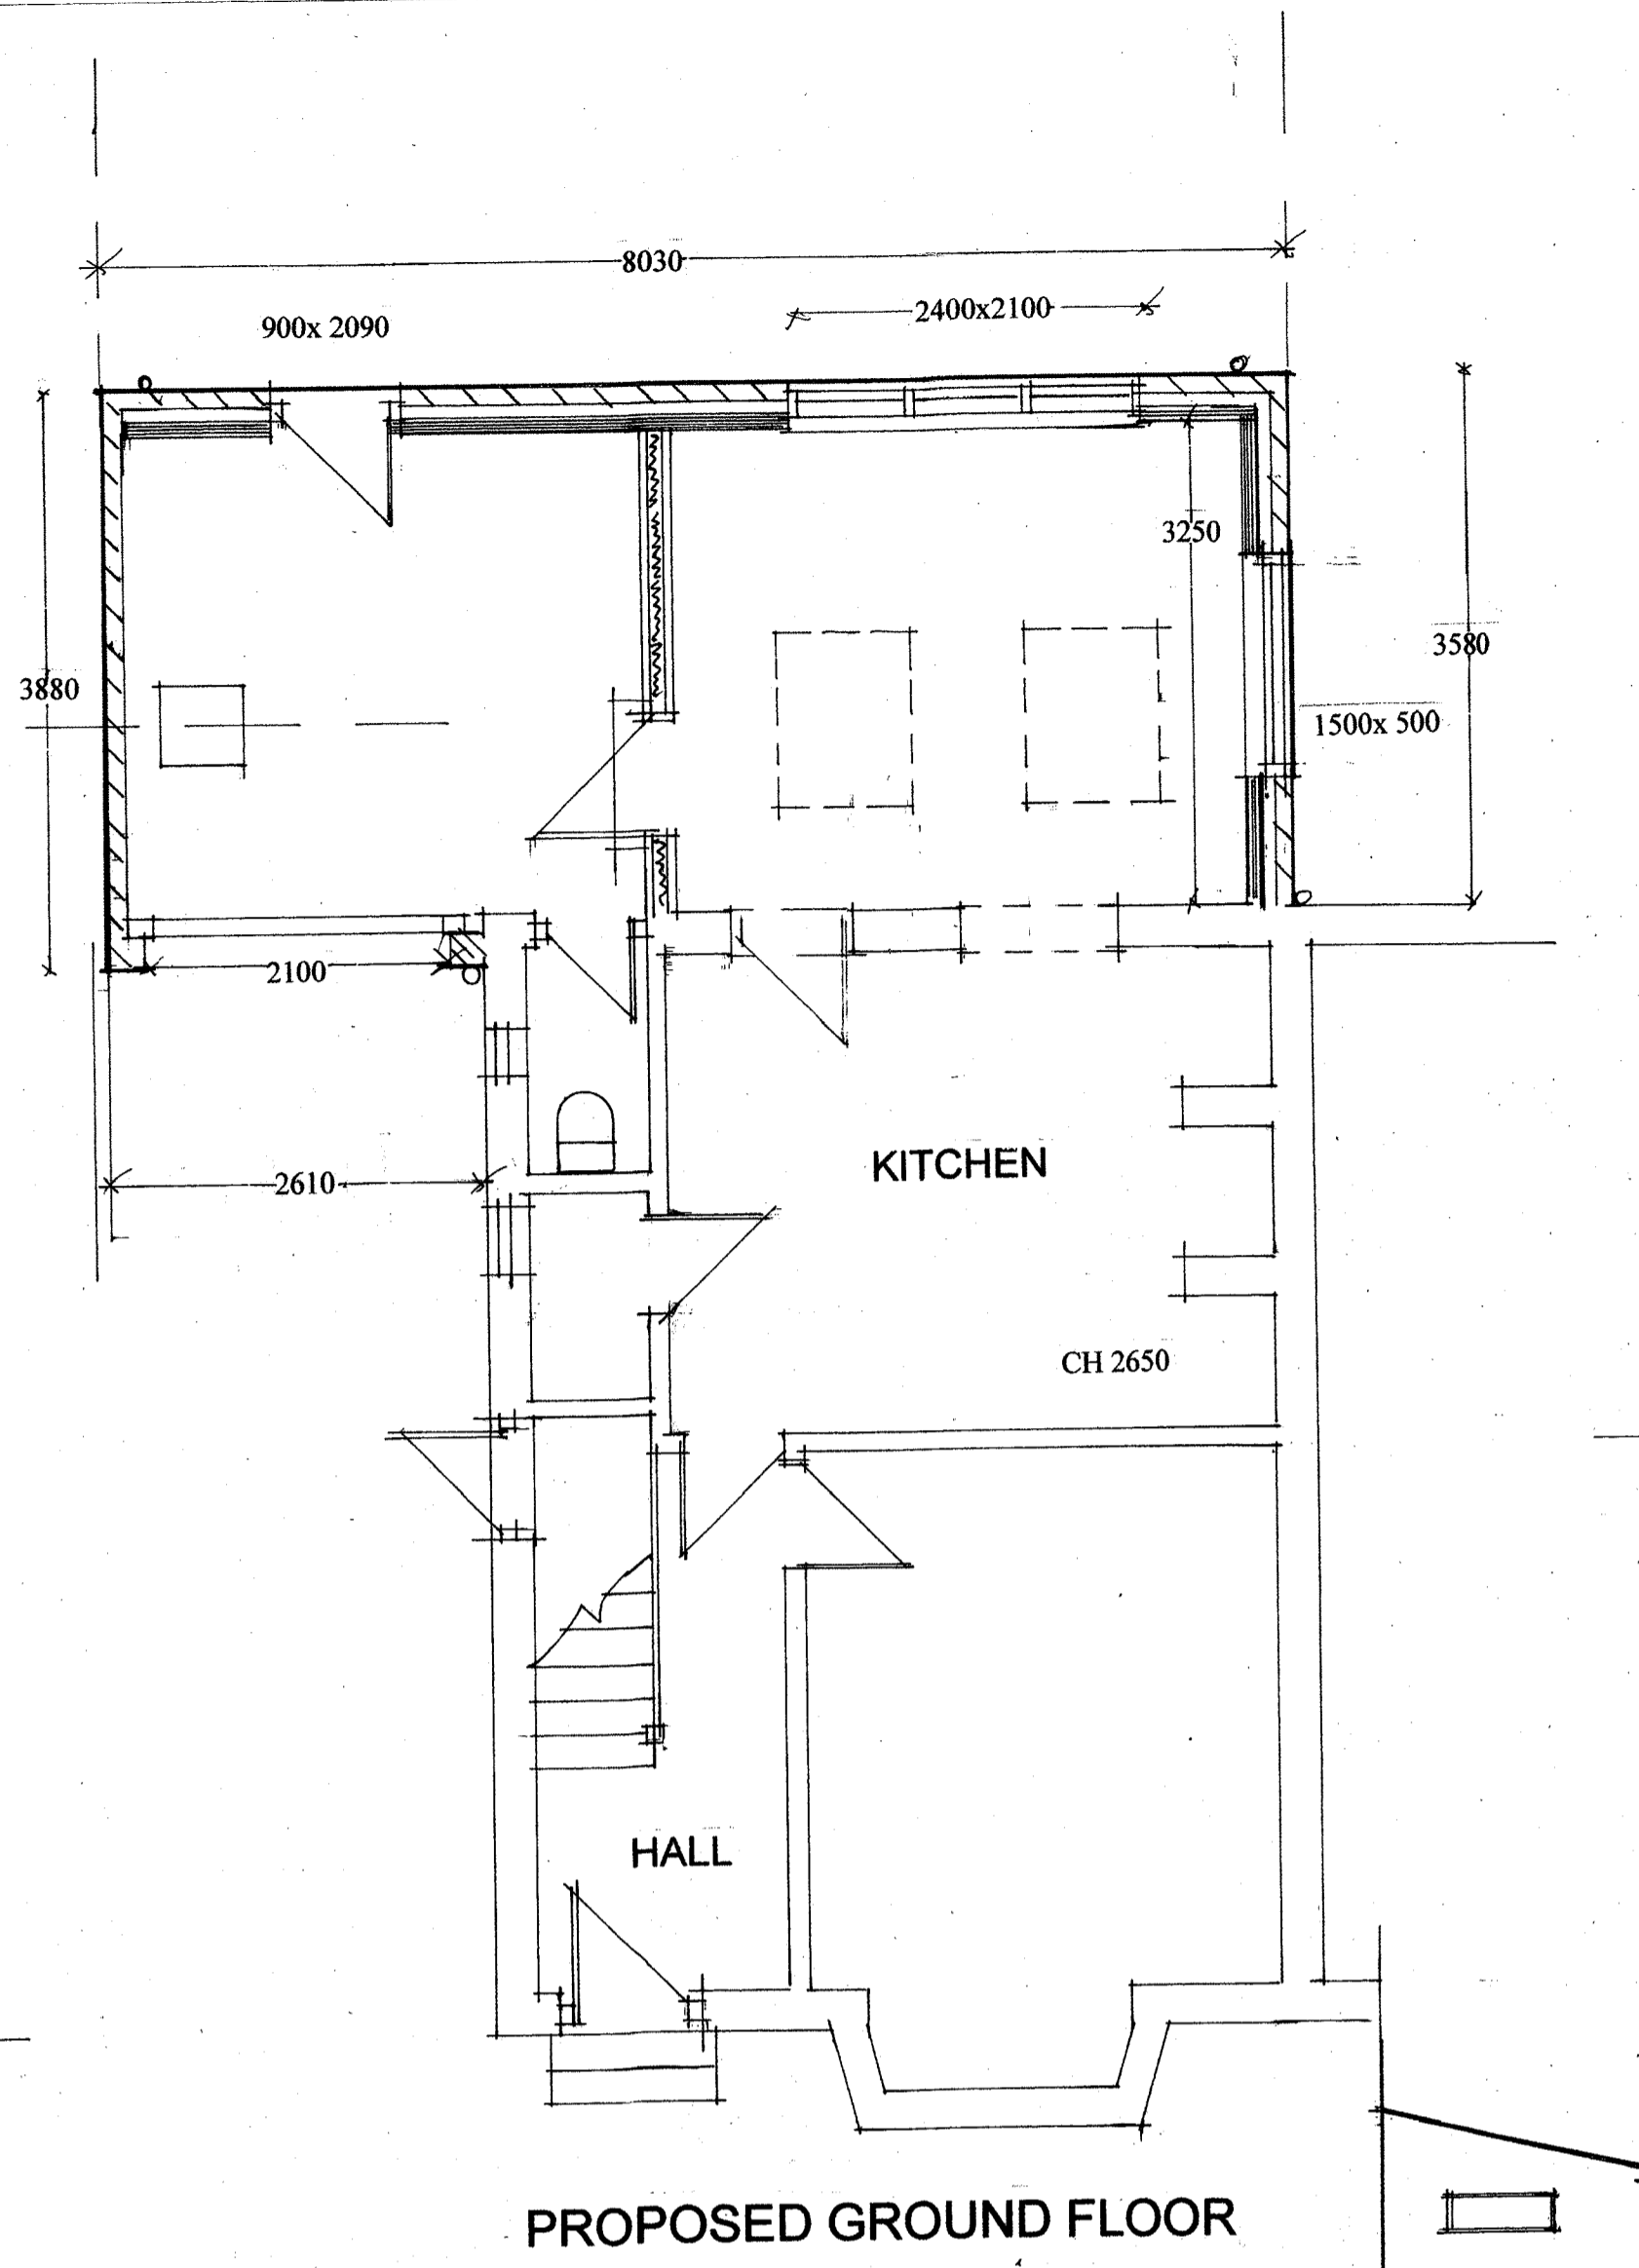 8030
2400x2100
900x 2090
3250
3580
3880
1500x 500
2100
KITCHEN
2610
CH 2650
HALL
PROPOSED GROUND FLOOR